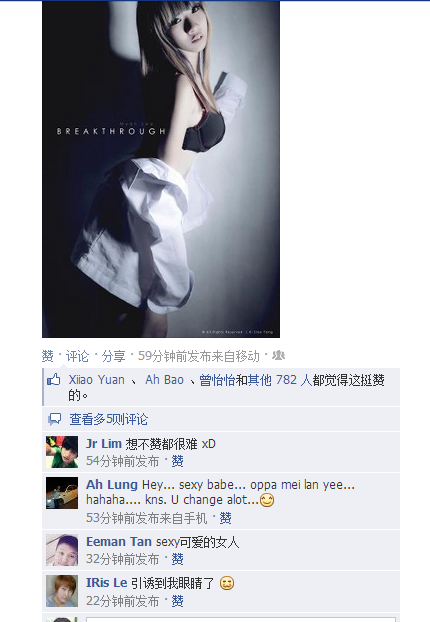 BREAKTHROUGH
赞 · 评论 · 分享 · 59分钟前发布来自移动 ·
Xiiao Yuan 、 Ah Bao 、曾怡怡和其他 782 人都觉得这挺赞
的。
查看多5则评论
Jr Lim 想不赞都很难 xD
54分钟前发布 · 赞
Ah Lung Hey... sexy babe... oppa mei lan yee...
hahaha.... kns. U change alot...
53分钟前发布来自手机 · 赞
Eeman Tan sexy可爱的女人
32分钟前发布 · 赞
IRis Le 引诱到我眼睛了
22分钟前发布 · 赞